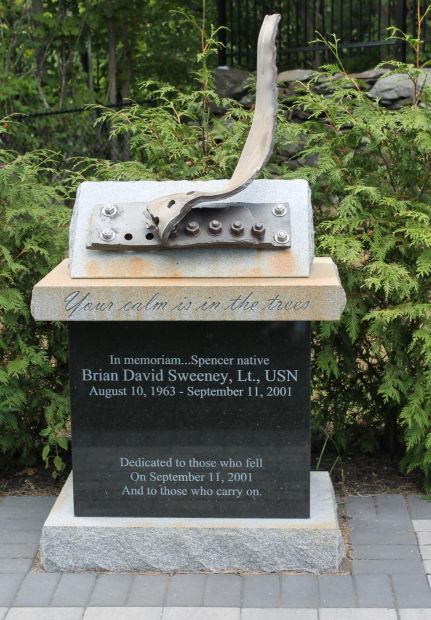 Your calm is in the trees
In memoriam...Spencer native
Brian David Sweeney, Lt., USN
August 10, 1963 - September 11, 2001
Dedicated to those who fell
On September 11, 2001
And to those who carry on.